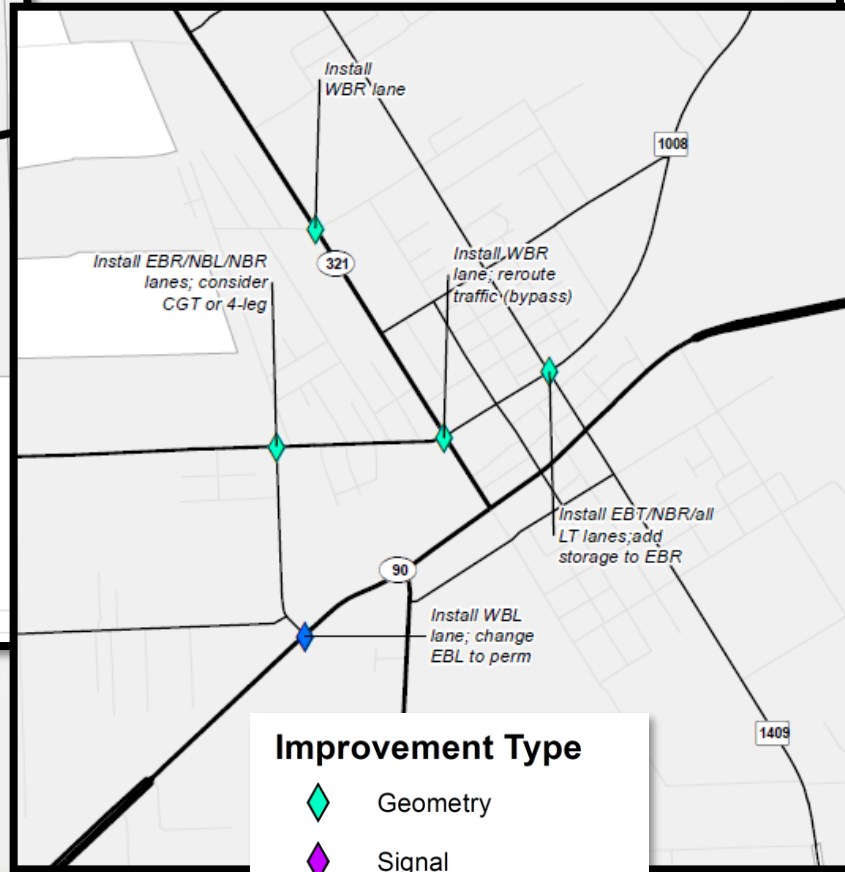 Install
WBR lane
1008
321
Install EBR/NBL/NBR
lanes; consider
CGT or 4-leg
Install WBR
lane; reroute
traffic (bypass)
Install EBT/NBR/all
LT lanes;add
storage to EBR
90
Install WBL
lane; change
EBL to perm
1409
Improvement Type
Geometry
Signal